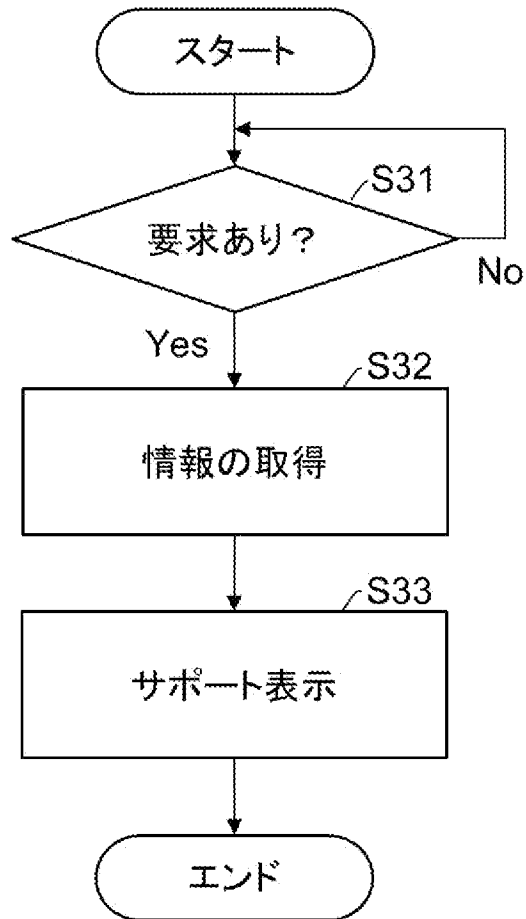 スタート
S31
要求あり？
No
Yes
S32
情報の取得
S33
サポート表示
エンド